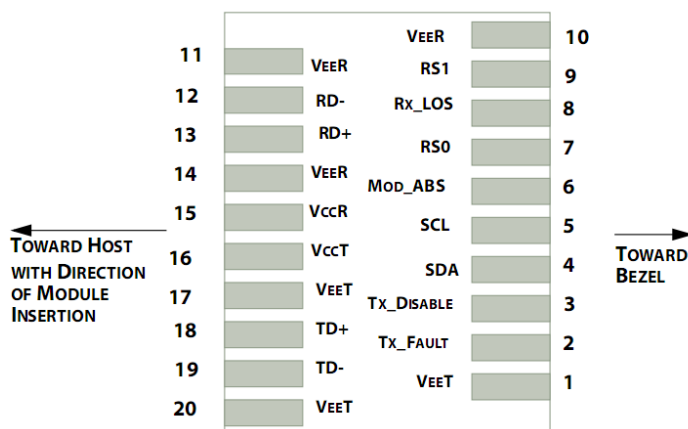 VEER 10
11 VEER
RS1 9
12 RD-
RX_LOS 8
13 RD+
RS0 7
14 VEER
MOD_ABS 6
15 VCCR
SCL 5
TOWARD HOST
WITH DIRECTION
OF MODULE
INSERTION
16 VCCT
TOWARD
BEZEL
SDA 4
17 VEET
TX_DISABLE 3
18 TD+
TX_FAULT 2
19 TD-
VEET 1
20 VEET